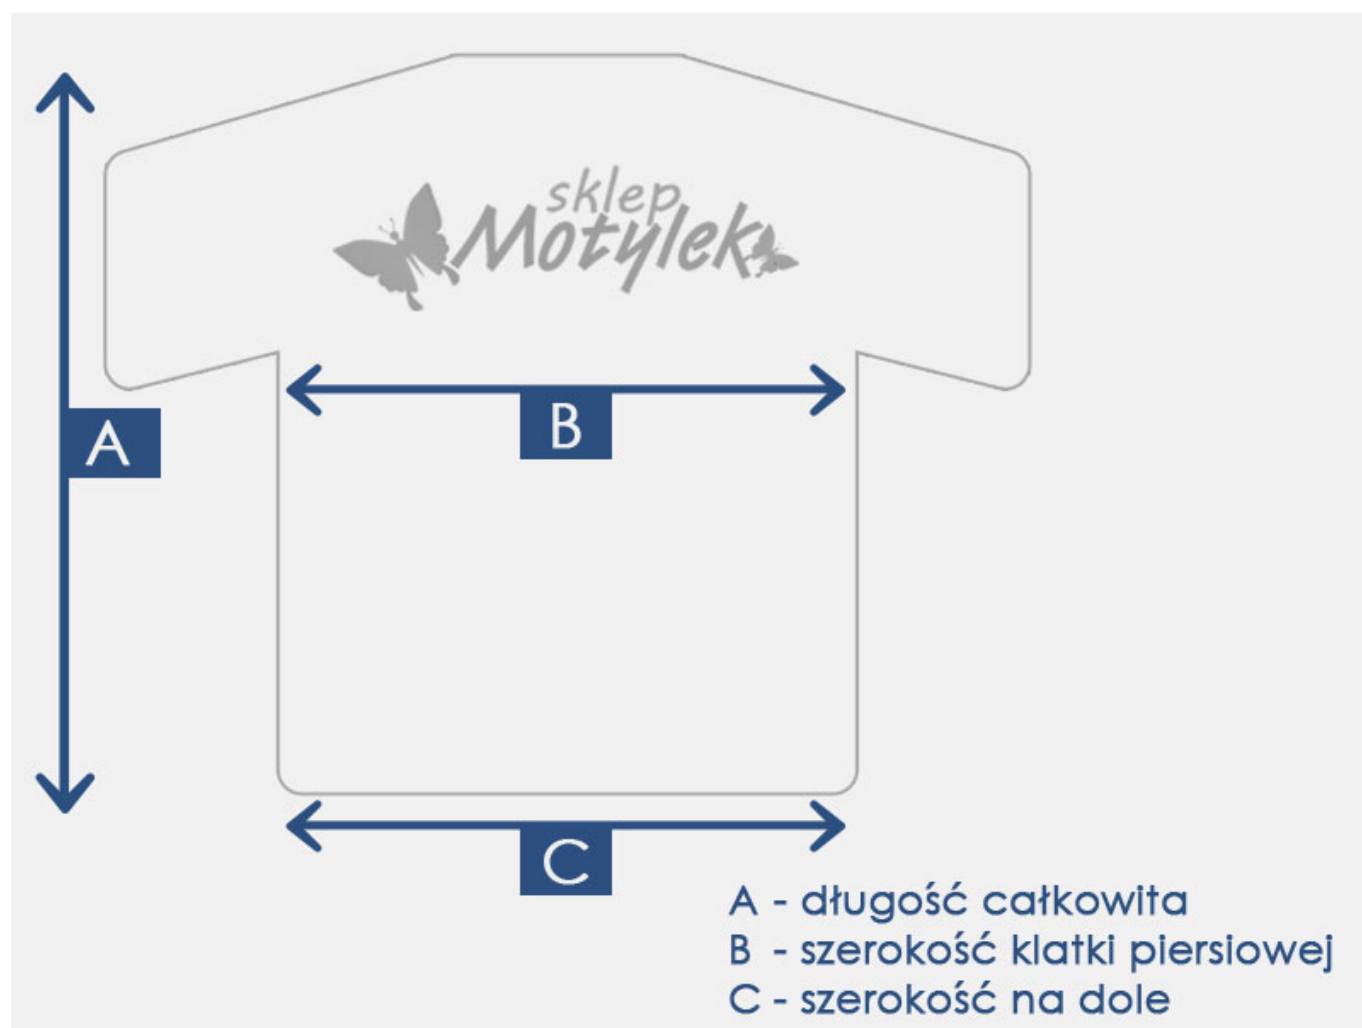 sklep
Motylek
A
B
C
A - długość całkowita
B - szerokość klatki piersiowej
C - szerokość na dole